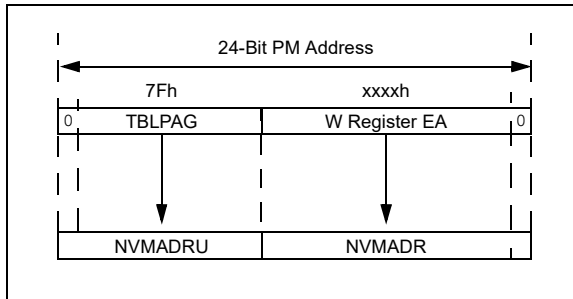 24-Bit PM Address
7Fh xxxxh
0 TBLPAG W Register EA 0
NVMADRU NVMADR